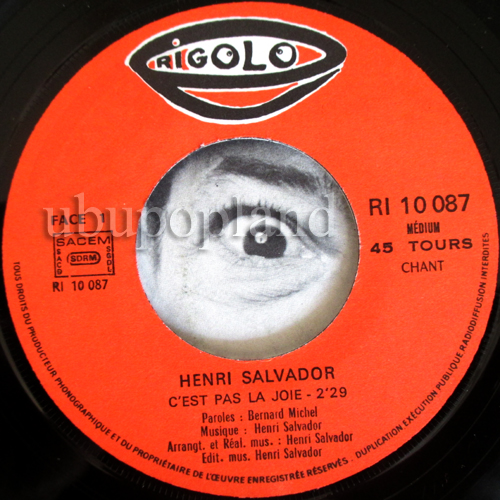 RIGOLO
FACE 1
SACEM
SACD SDRM SGDL
RI 10 087
RI 10 087
MÉDIUM
45 TOURS
CHANT
ubupopland
HENRI SALVADOR
C'EST PAS LA JOIE - 2'29
Paroles : Bernard Michel
Musique : Henri Salvador
Arrangt. et Réal. mus. : Henri Salvador
Edit. mus. Henri Salvador
TOUS DROITS DU PRODUCTEUR PHONOGRAPHIQUE ET DU PROPRIÉTAIRE DE L'ŒUVRE ENREGISTRÉE RÉSERVÉS - DUPLICATION EXÉCUTION PUBLIQUE RADIODIFFUSION INTERDITES